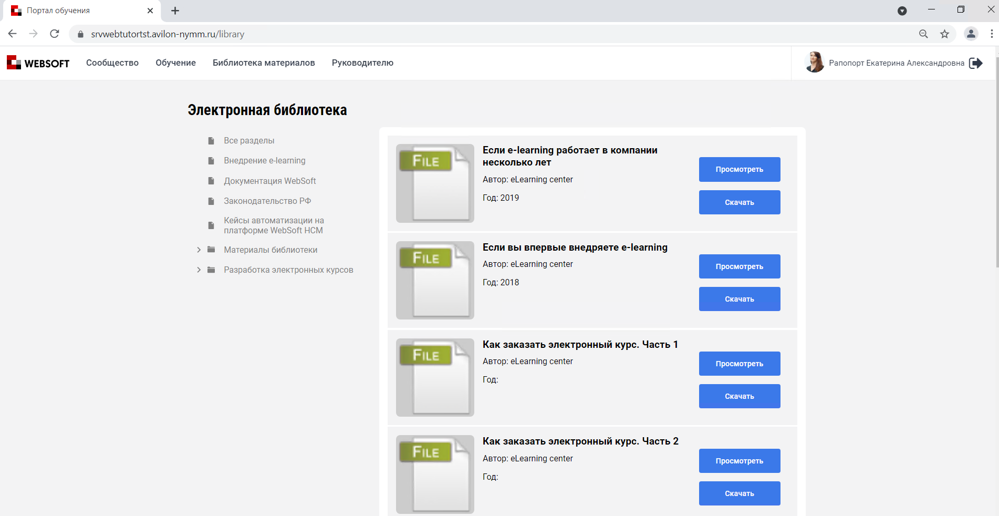 Портал обучения
srvwebtutortst.avilon-nymm.ru/library
WEBSOFT
Сообщество
Обучение
Библиотека материалов
Руководителю
Рапопорт Екатерина Александровна
Электронная библиотека
Все разделы
Внедрение e-learning
Документация WebSoft
Законодательство РФ
Кейсы автоматизации на
платформе WebSoft HCM
Материалы библиотеки
Разработка электронных курсов
FILE
Если e-learning работает в компании
несколько лет
Автор: eLearning center
Год: 2019
Просмотреть
Скачать
FILE
Если вы впервые внедряете e-learning
Автор: eLearning center
Год: 2018
Просмотреть
Скачать
FILE
Как заказать электронный курс. Часть 1
Автор: eLearning center
Год:
Просмотреть
Скачать
FILE
Как заказать электронный курс. Часть 2
Автор: eLearning center
Год:
Просмотреть
Скачать